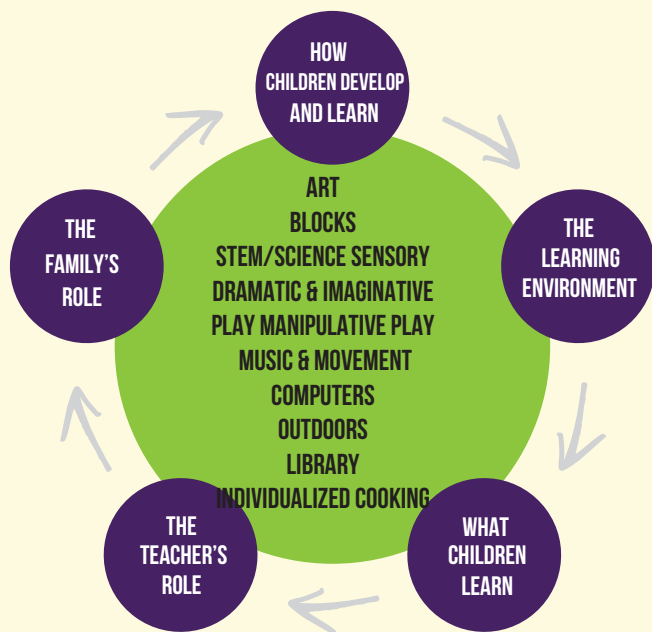 HOW
CHILDREN DEVELOP
AND LEARN
THE
LEARNING
ENVIRONMENT
WHAT
CHILDREN
LEARN
THE
TEACHER'S
ROLE
THE
FAMILY'S
ROLE
ART
BLOCKS
STEM/SCIENCE SENSORY
DRAMATIC & IMAGINATIVE
PLAY MANIPULATIVE PLAY
MUSIC & MOVEMENT
COMPUTERS
OUTDOORS
LIBRARY
INDIVIDUALIZED COOKING